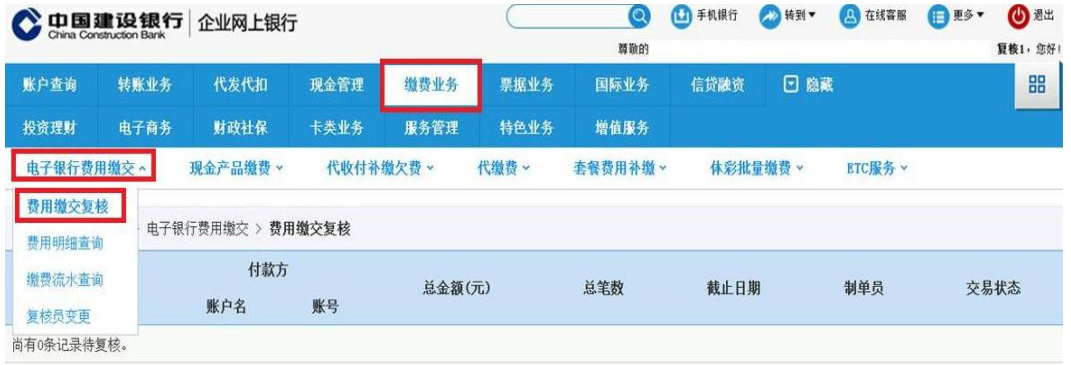 中国建设银行 企业网上银行 手机银行 转到 在线客服 更多 退出
China Construction Bank
尊敬的 复核1，您好!
账户查询 转账业务 代发代扣 现金管理 缴费业务 票据业务 国际业务 信贷融资 隐藏
投资理财 电子商务 财政社保 卡类业务 服务管理 特色业务 增值服务
电子银行费用缴交 现金产品缴费 代收付补缴欠费 代缴费 套餐费用补缴 体彩批量缴费 ETC服务
费用缴交复核
费用明细查询
缴费流水查询
复核员变更
电子银行费用缴交 > 费用缴交复核
付款方 总金额(元) 总笔数 截止日期 制单员 交易状态
账户名 账号
尚有0条记录待复核。